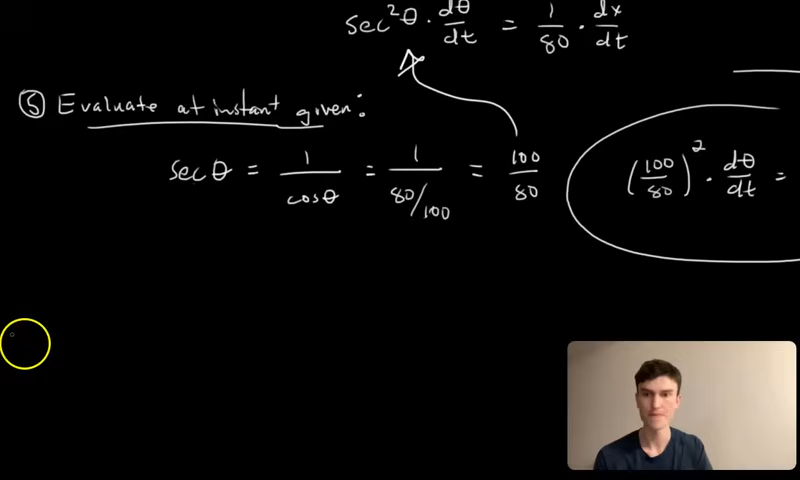 sec²θ · dθ/dt = 1/80 · dx/dt
⑤ Evaluate at instant given:
secθ = 1/cosθ = 1/(80/100) = 100/80
(100/80)² · dθ/dt =